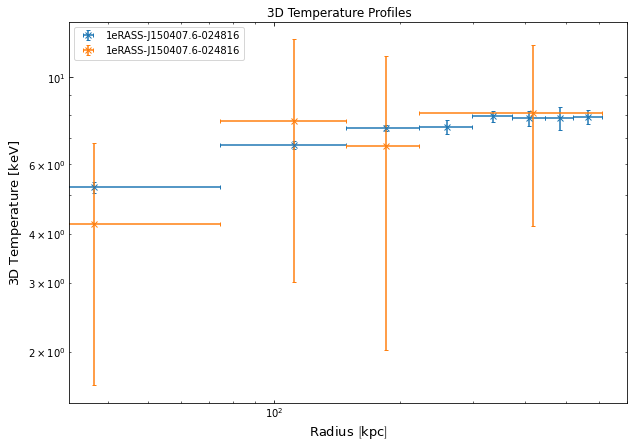 3D Temperature Profiles
1eRASS-J150407.6-024816
1eRASS-J150407.6-024816
3D Temperature [keV]
10¹
6 × 10⁰
4 × 10⁰
3 × 10⁰
2 × 10⁰
10²
Radius [kpc]